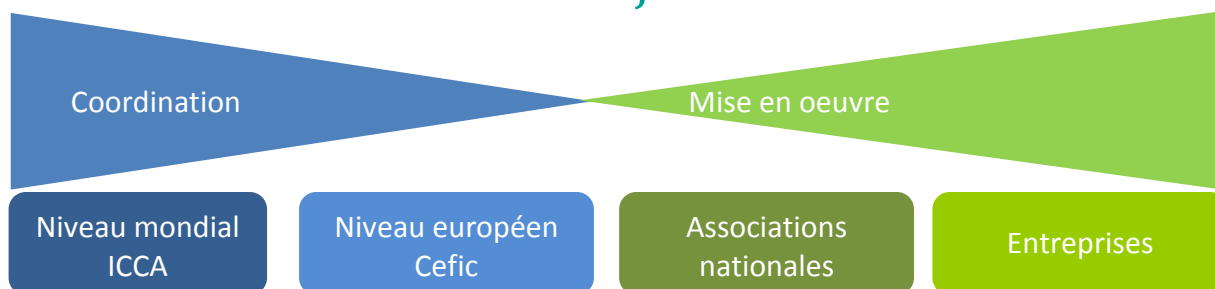 Coordination
Mise en oeuvre
Niveau mondial
ICCA
Niveau européen
Cefic
Associations
nationales
Entreprises